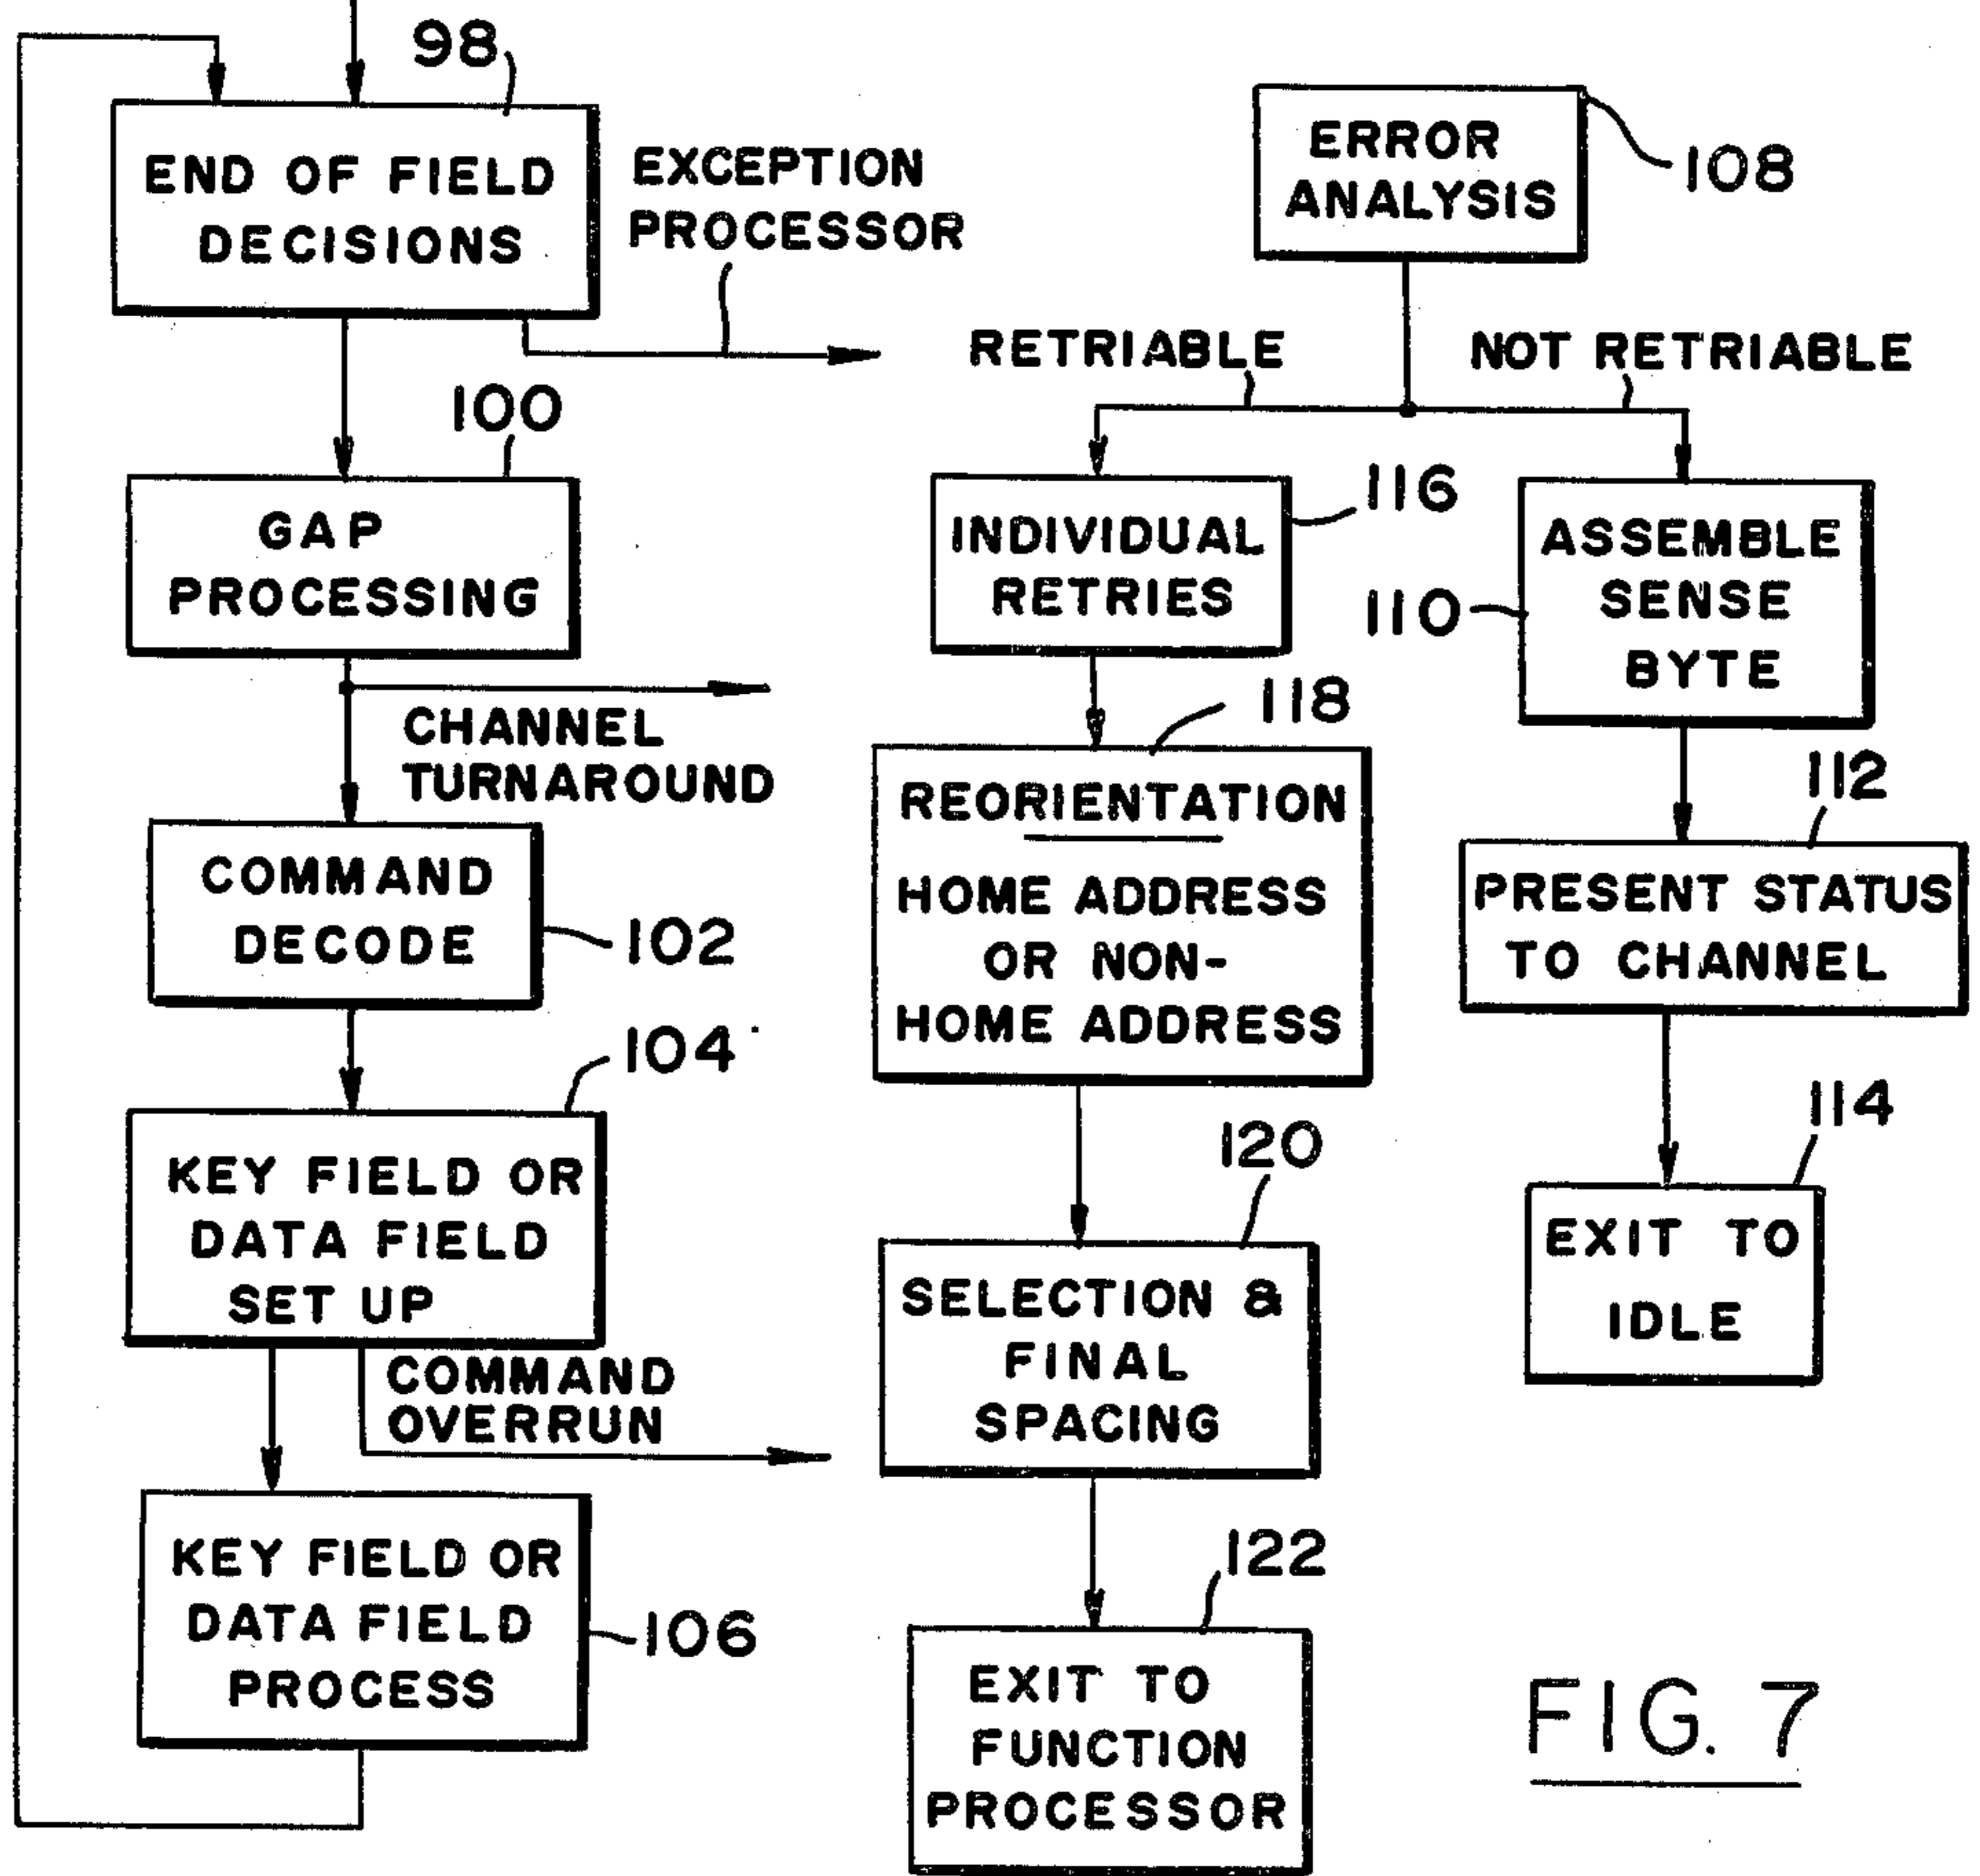 98
END OF FIELD
DECISIONS
EXCEPTION
PROCESSOR
100
GAP
PROCESSING
CHANNEL
TURNAROUND
COMMAND
DECODE
102
104
KEY FIELD OR
DATA FIELD
SET UP
COMMAND
OVERRUN
KEY FIELD OR
DATA FIELD
PROCESS
106
ERROR
ANALYSIS
108
RETRIABLE
NOT RETRIABLE
INDIVIDUAL
RETRIES
116
118
REORIENTATION
HOME ADDRESS
OR NON-
HOME ADDRESS
120
SELECTION &
FINAL
SPACING
122
EXIT TO
FUNCTION
PROCESSOR
110
ASSEMBLE
SENSE
BYTE
112
PRESENT STATUS
TO CHANNEL
114
EXIT TO
IDLE
FIG. 7